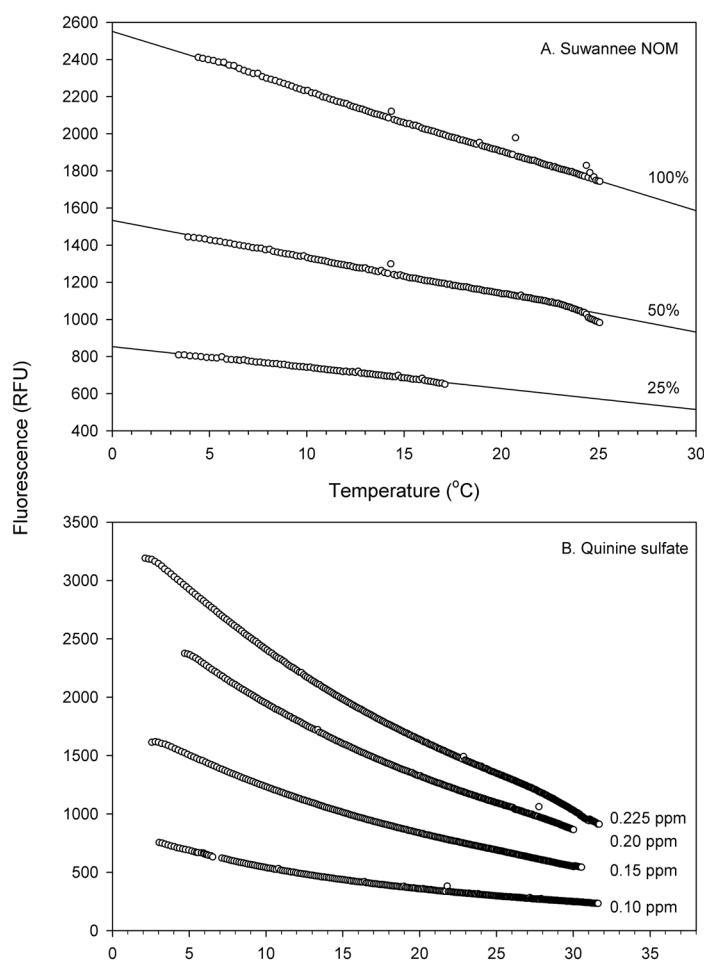 2600
2400
2200
2000
1800
1600
1400
1200
1000
800
600
400
A. Suwannee NOM
100%
50%
25%
0 5 10 15 20 25 30
Temperature (°C)
Fluorescence (RFU)
3500
3000
2500
2000
1500
1000
500
0
B. Quinine sulfate
0.225 ppm
0.20 ppm
0.15 ppm
0.10 ppm
0 5 10 15 20 25 30 35